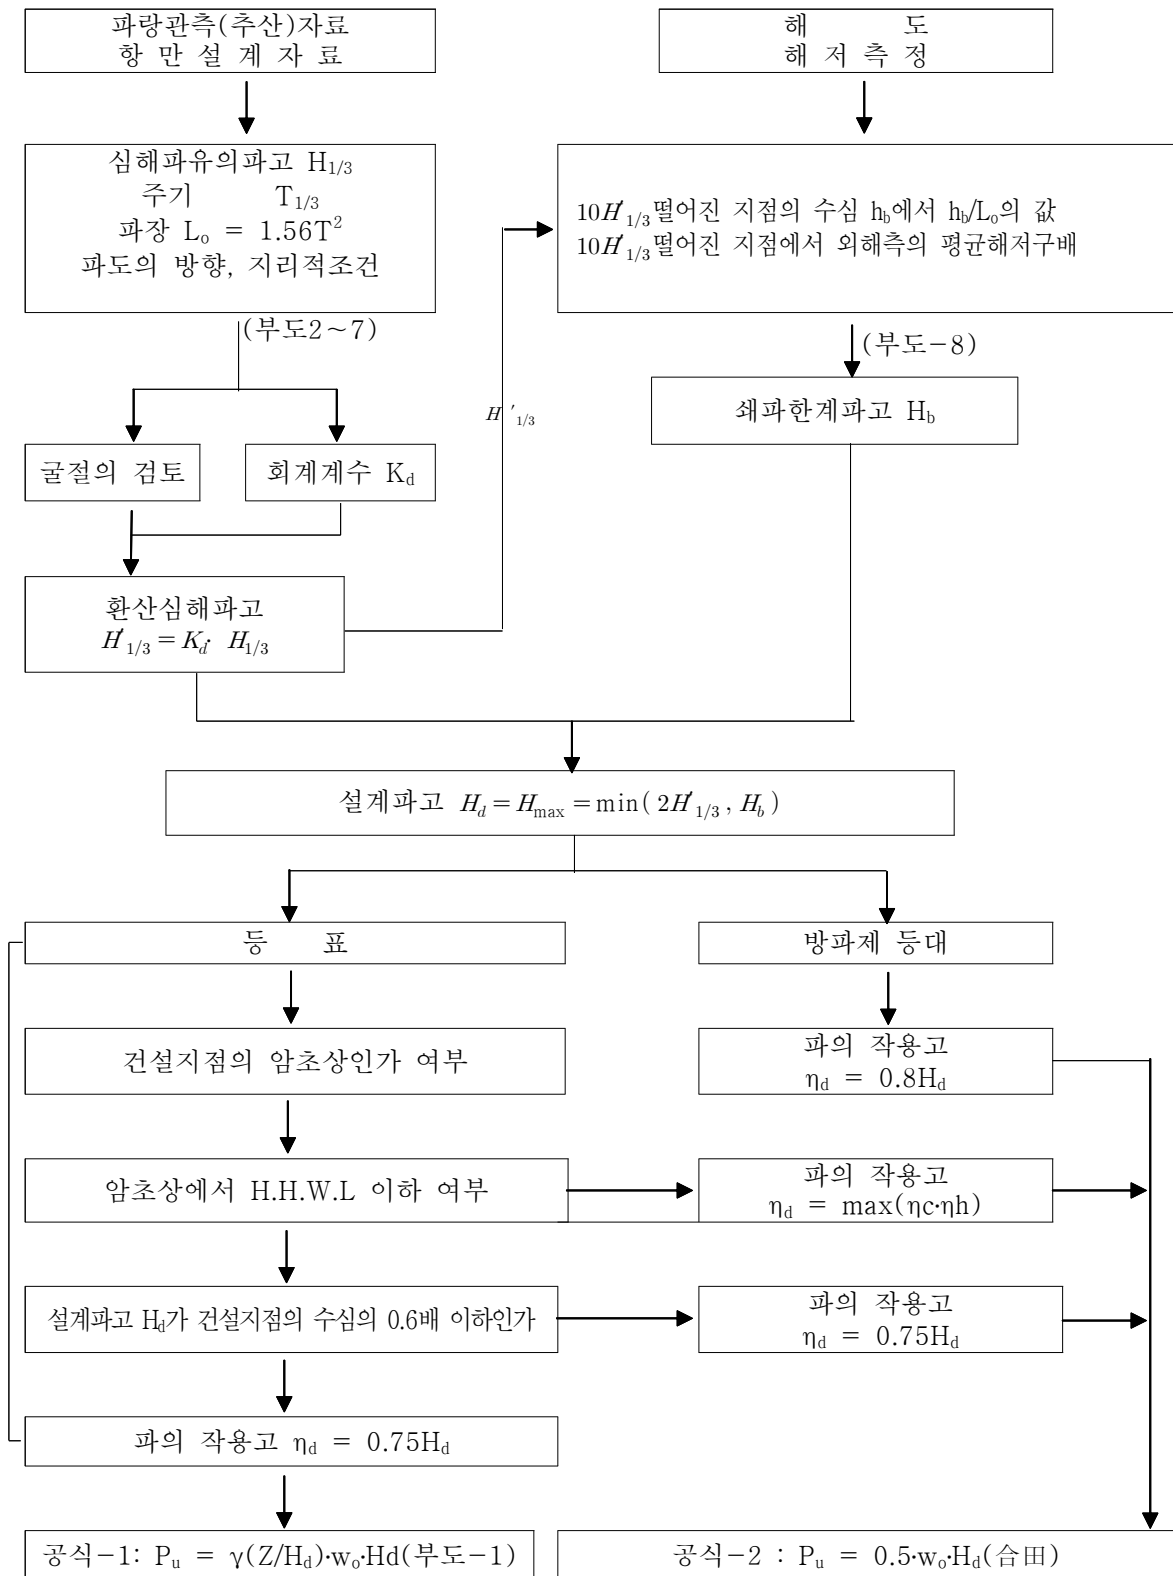 파랑관측(추산)자료
항 만 설 계 자 료
해 도
해 저 측 정
심해파유의파고 H1/3
주기 T1/3
파장 Lo = 1.56T²
파도의 방향, 지리적조건
10H′1/3떨어진 지점의 수심 hb에서 hb/Lo의 값
10H′1/3떨어진 지점에서 외해측의 평균해저구배
(부도2~7)
(부도-8)
H′1/3
쇄파한계파고 Hb
굴절의 검토
회계계수 Kd
환산심해파고
H′1/3 = Kd· H1/3
설계파고 Hd = Hmax = min( 2H′1/3 , Hb )
등 표
방파제 등대
건설지점의 암초상인가 여부
파의 작용고
ηd = 0.8Hd
암초상에서 H.H.W.L 이하 여부
파의 작용고
ηd = max(ηc·ηh)
설계파고 Hd가 건설지점의 수심의 0.6배 이하인가
파의 작용고
ηd = 0.75Hd
파의 작용고 ηd = 0.75Hd
공식-1: Pu = γ(Z/Hd)·wo·Hd(부도-1)
공식-2 : Pu = 0.5·wo·Hd(合田)